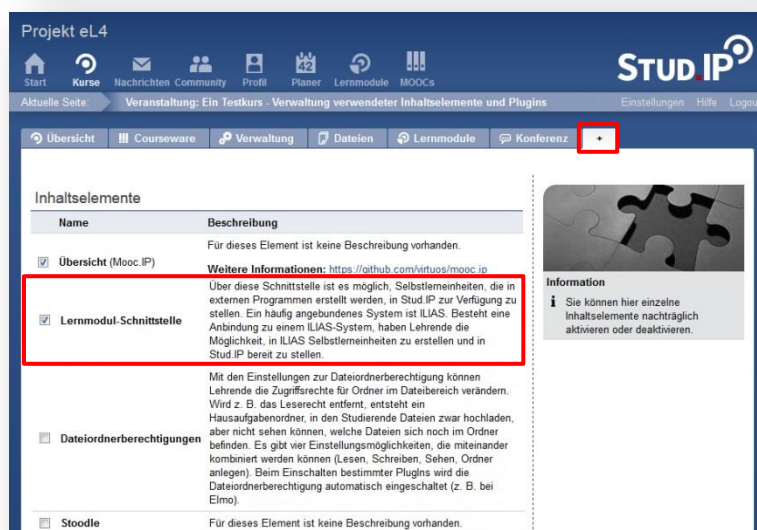 Projekt eL4
Start Kurse Nachrichten Community Profil Planer Lernmodule MOOCs
42
STUD.IP
Aktuelle Seite: Veranstaltung: Ein Testkurs - Verwaltung verwendeter Inhaltselemente und Plugins Einstellungen Hilfe Logou
Übersicht Courseware Verwaltung Dateien Lernmodule Konferenz +
Inhaltselemente
Name Beschreibung
Für dieses Element ist keine Beschreibung vorhanden.
Übersicht (Mooc.IP)
Weitere Informationen: https://github.com/virtuos/mooc.ip
Über diese Schnittstelle ist es möglich, Selbstlerneinheiten, die in
externen Programmen erstellt werden, in Stud.IP zur Verfügung zu
stellen. Ein häufig angebundenes System ist ILIAS. Besteht eine
Lernmodul-Schnittstelle
Anbindung zu einem ILIAS-System, haben Lehrende die
Möglichkeit, in ILIAS Selbstlerneinheiten zu erstellen und in
Stud.IP bereit zu stellen.
Mit den Einstellungen zur Dateiordnerberechtigung können
Lehrende die Zugriffsrechte für Ordner im Dateibereich verändern.
Wird z. B. das Leserecht entfernt, entsteht ein
Hausaufgabenordner, in den Studierende Dateien zwar hochladen,
aber nicht sehen können, welche Dateien sich noch im Ordner
Dateiordnerberechtigungen
befinden. Es gibt vier Einstellungsmöglichkeiten, die miteinander
kombiniert werden können (Lesen, Schreiben, Sehen, Ordner
anlegen). Beim Einschalten bestimmter PlugIns wird die
Dateiordnerberechtigung automatisch eingeschaltet (z. B. bei
Elmo).
Stoodle Für dieses Element ist keine Beschreibung vorhanden.
Information
i Sie können hier einzelne
Inhaltselemente nachträglich
aktivieren oder deaktivieren.